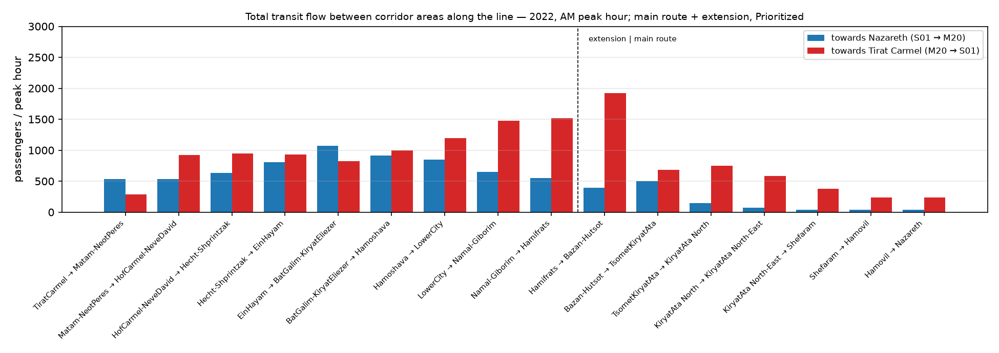 Total transit flow between corridor areas along the line — 2022, AM peak hour; main route + extension, Prioritized
passengers / peak hour
3000
2500
2000
1500
1000
500
0
extension | main route
towards Nazareth (S01 → M20)
towards Tirat Carmel (M20 → S01)
TiratCarmel → Matam-NeotPeres
Matam-NeotPeres → HofCarmel-NeveDavid
HofCarmel-NeveDavid → Hecht-Shprintzak
Hecht-Shprintzak → EinHayam
EinHayam → BatGalim-KiryatEliezer
BatGalim-KiryatEliezer → Hamoshava
Hamoshava → LowerCity
LowerCity → Namal-Giborim
Namal-Giborim → Hamifrats
Hamifrats → Bazan-Hutsot
Bazan-Hutsot → TsometKiryatAta
TsometKiryatAta → KiryatAta North
KiryatAta North → KiryatAta North-East
KiryatAta North-East → Shefaram
Shefaram → Hamovil
Hamovil → Nazareth